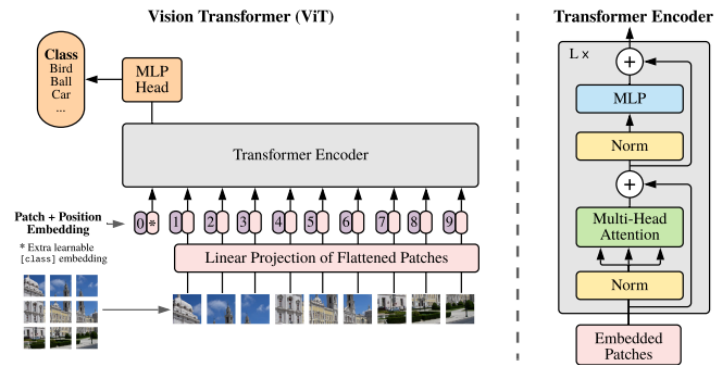 Vision Transformer (ViT)
Class
Bird
Ball
Car
...
MLP
Head
Transformer Encoder
Patch + Position
Embedding
0 * 1 2 3 4 5 6 7 8 9
* Extra learnable
[class] embedding
Linear Projection of Flattened Patches
Transformer Encoder
L ×
+
MLP
Norm
+
Multi-Head
Attention
Norm
Embedded
Patches